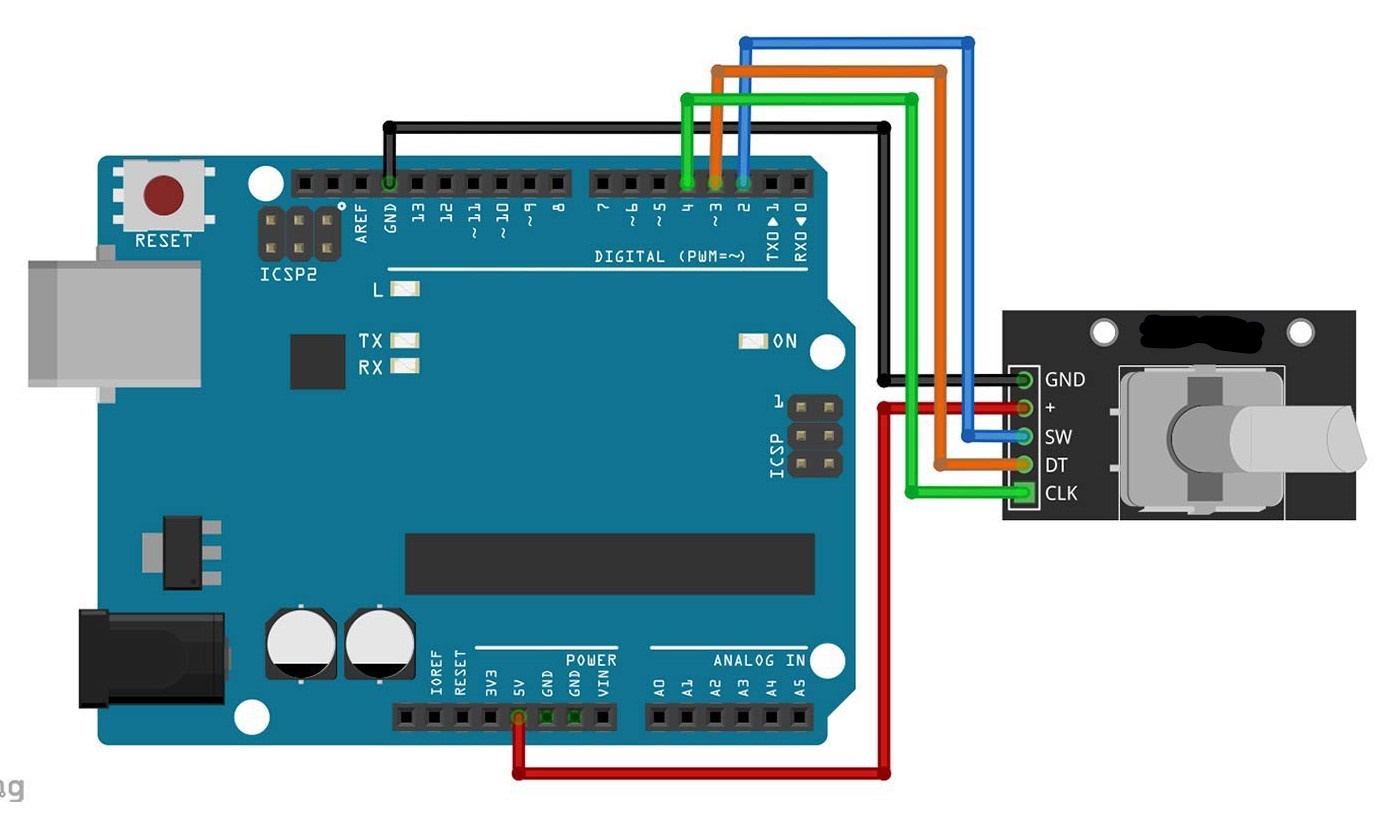 AREF
GND
13
12
~11
~10
~9
8
7
~6
~5
4
~3
2
TX0▶1
RX0◀0
RESET
ICSP2
DIGITAL (PWM=~)
L
TX
RX
ON
1
ICSP
GND
+
SW
DT
CLK
IOREF
RESET
3V3
5V
GND
GND
VIN
POWER
ANALOG IN
A0
A1
A2
A3
A4
A5